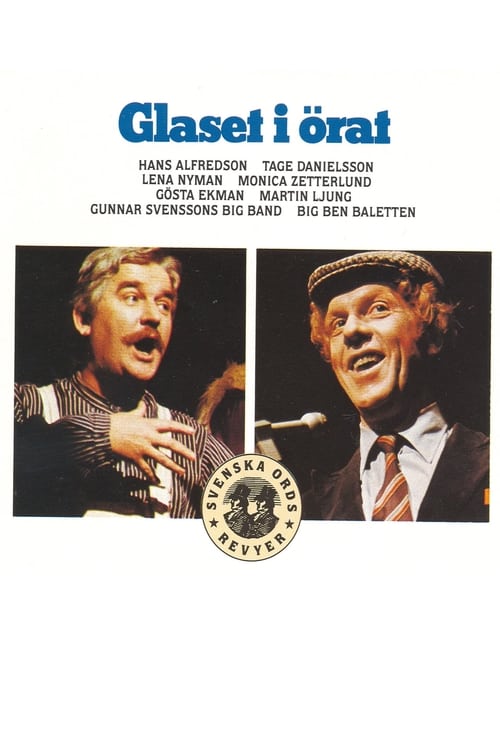 Glaset i örat
HANS ALFREDSON TAGE DANIELSSON
LENA NYMAN MONICA ZETTERLUND
GÖSTA EKMAN MARTIN LJUNG
GUNNAR SVENSSONS BIG BAND BIG BEN BALETTEN
SVENSKA ORDS
REVYER